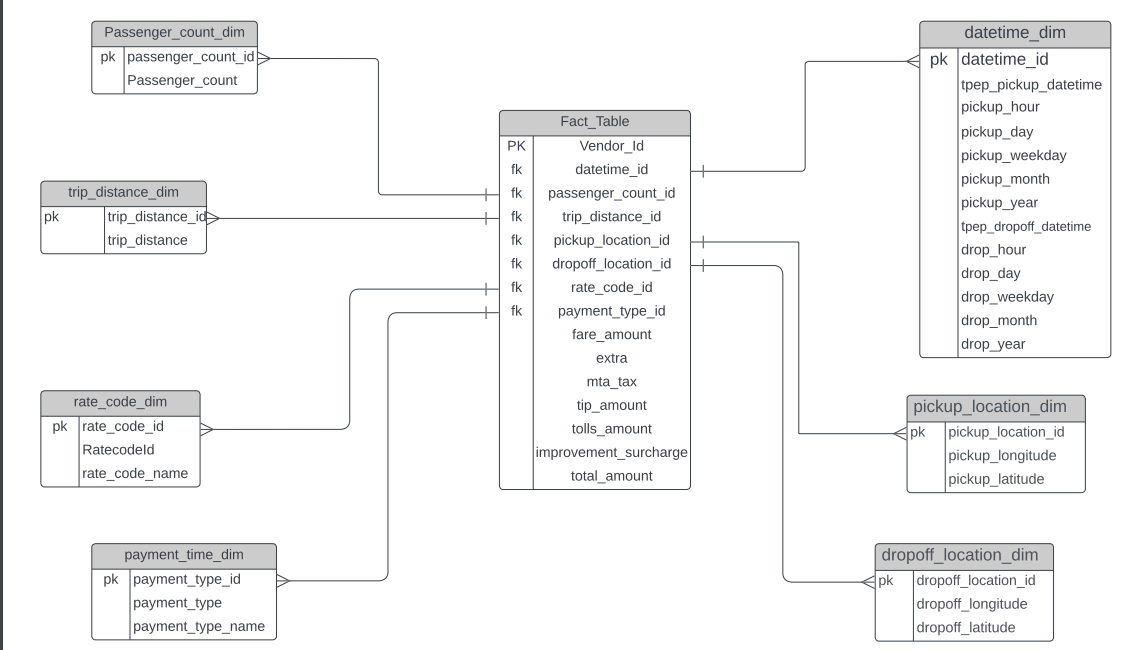 Passenger_count_dim
pk passenger_count_id
Passenger_count
trip_distance_dim
pk trip_distance_id
trip_distance
rate_code_dim
pk rate_code_id
RatecodeId
rate_code_name
payment_time_dim
pk payment_type_id
payment_type
payment_type_name
Fact_Table
PK Vendor_Id
fk datetime_id
fk passenger_count_id
fk trip_distance_id
fk pickup_location_id
fk dropoff_location_id
fk rate_code_id
fk payment_type_id
fare_amount
extra
mta_tax
tip_amount
tolls_amount
improvement_surcharge
total_amount
datetime_dim
pk datetime_id
tpep_pickup_datetime
pickup_hour
pickup_day
pickup_weekday
pickup_month
pickup_year
tpep_dropoff_datetime
drop_hour
drop_day
drop_weekday
drop_month
drop_year
pickup_location_dim
pk pickup_location_id
pickup_longitude
pickup_latitude
dropoff_location_dim
pk dropoff_location_id
dropoff_longitude
dropoff_latitude